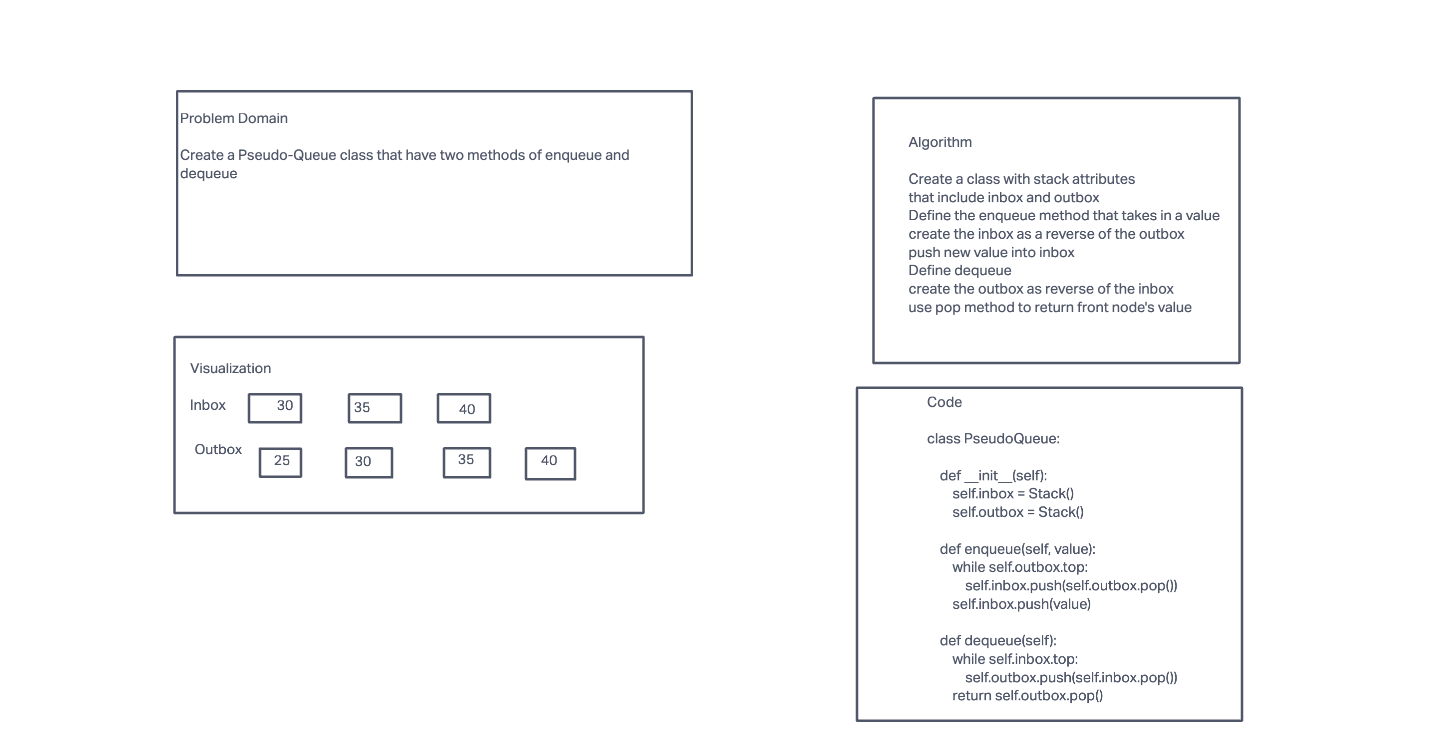 Problem Domain
Create a Pseudo-Queue class that have two methods of enqueue and
dequeue
Visualization
Inbox 30 35 40
Outbox 25 30 35 40
Algorithm
Create a class with stack attributes
that include inbox and outbox
Define the enqueue method that takes in a value
create the inbox as a reverse of the outbox
push new value into inbox
Define dequeue
create the outbox as reverse of the inbox
use pop method to return front node's value
Code
class PseudoQueue:
def __init__(self):
self.inbox = Stack()
self.outbox = Stack()
def enqueue(self, value):
while self.outbox.top:
self.inbox.push(self.outbox.pop())
self.inbox.push(value)
def dequeue(self):
while self.inbox.top:
self.outbox.push(self.inbox.pop())
return self.outbox.pop()